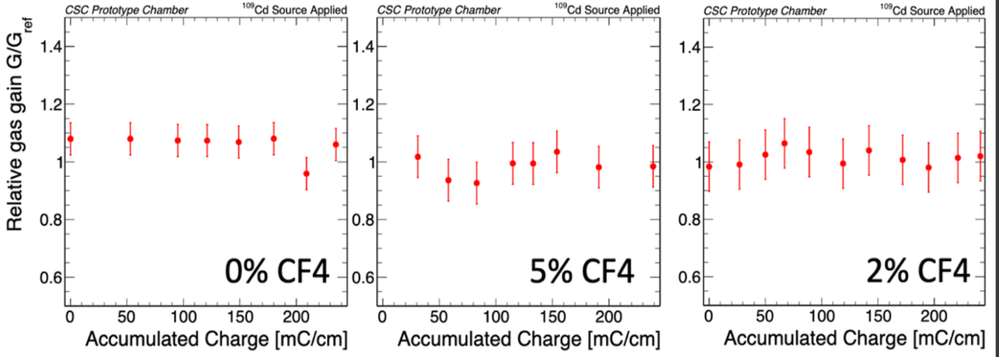 CSC Prototype Chamber 109Cd Source Applied
Relative gas gain G/Gref
1.4
1.2
1
0.8
0.6
0% CF4
0 50 100 150 200
Accumulated Charge [mC/cm]
CSC Prototype Chamber 109Cd Source Applied
1.4
1.2
1
0.8
0.6
5% CF4
0 50 100 150 200
Accumulated Charge [mC/cm]
CSC Prototype Chamber 109Cd Source Applied
1.4
1.2
1
0.8
0.6
2% CF4
0 50 100 150 200
Accumulated Charge [mC/cm]